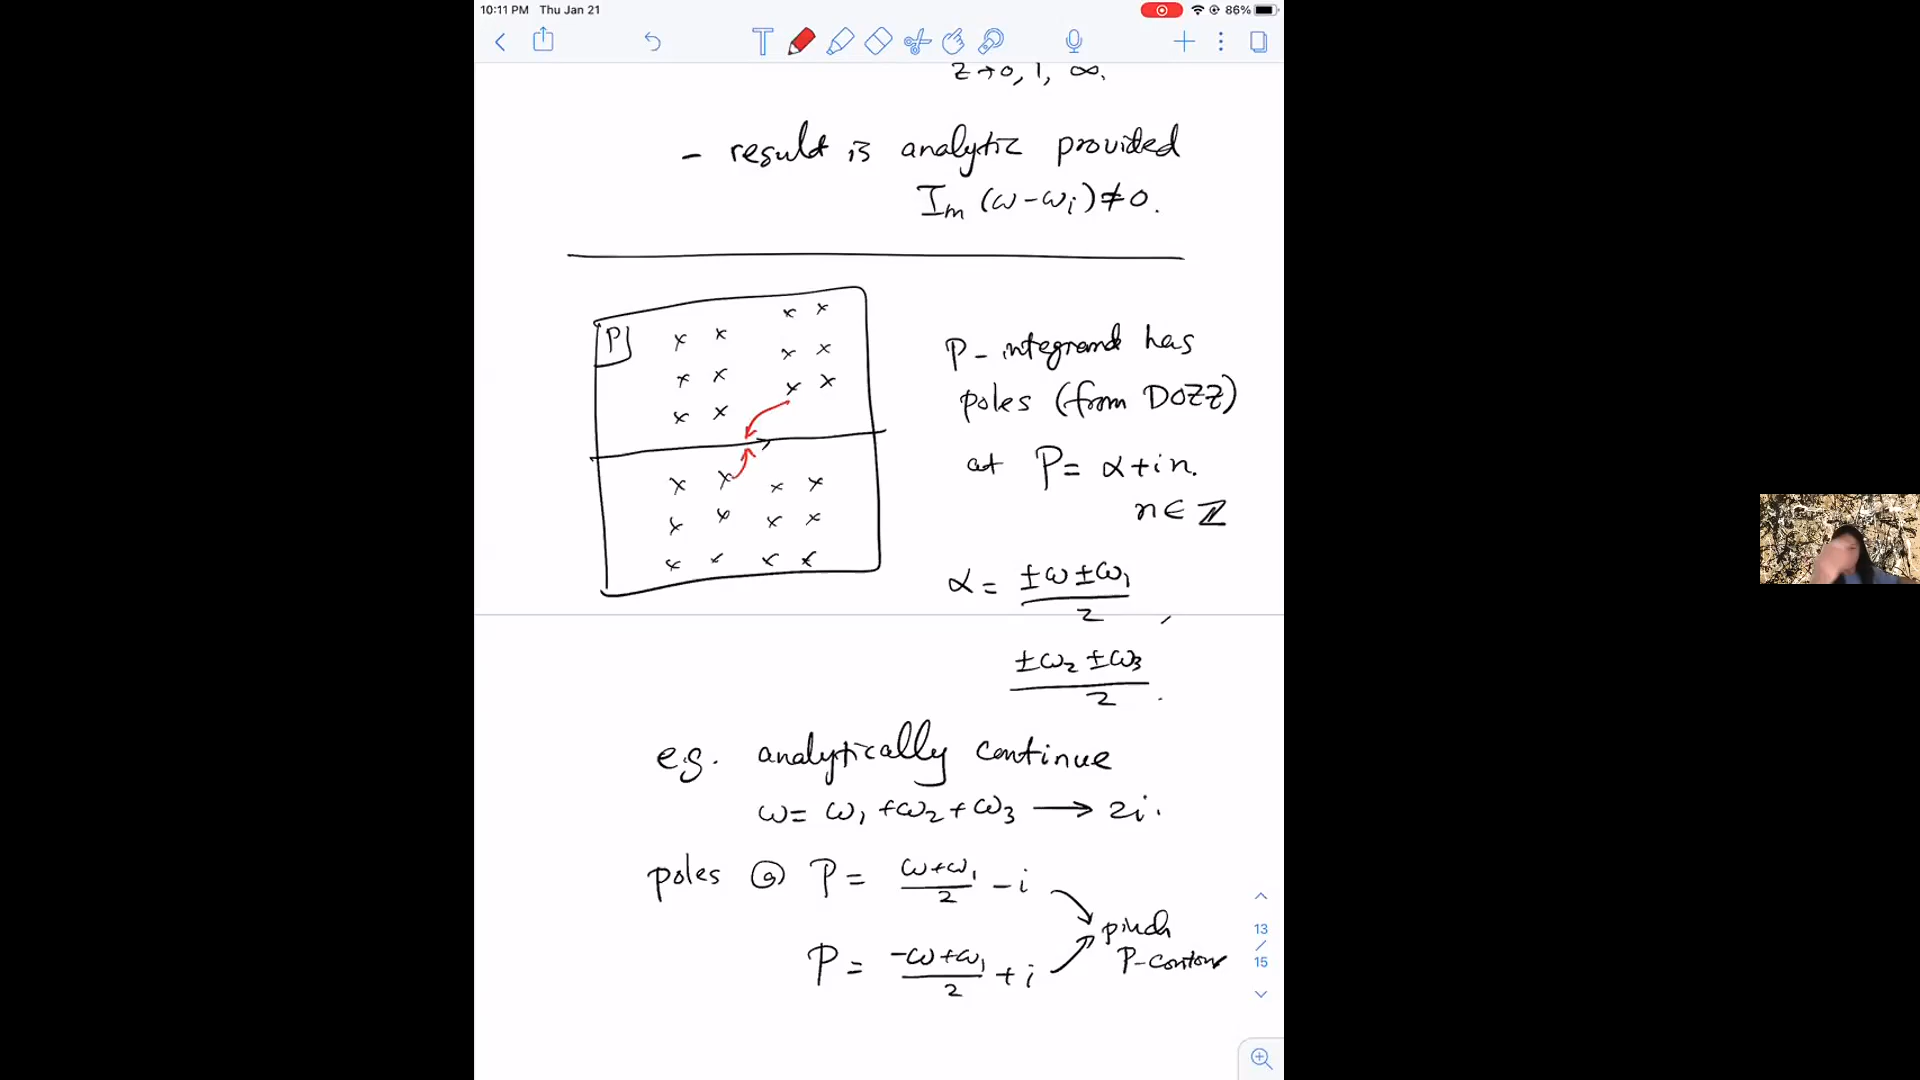 10:11 PM Thu Jan 21
86%
z→0, 1, ∞.
- result is analytic provided
Im (ω-ωi)≠0.
P
P-integrand has
poles (from DOZZ)
at P= α+in.
n∈ℤ
α= ±ω±ω₁ / 2 ,
±ω₂±ω₃ / 2 .
e.g. analytically continue
ω= ω₁+ω₂+ω₃ → 2i.
poles @ P= ω+ω₁ / 2 - i
pinch
P-contour
P= -ω+ω₁ / 2 + i
13
/
15